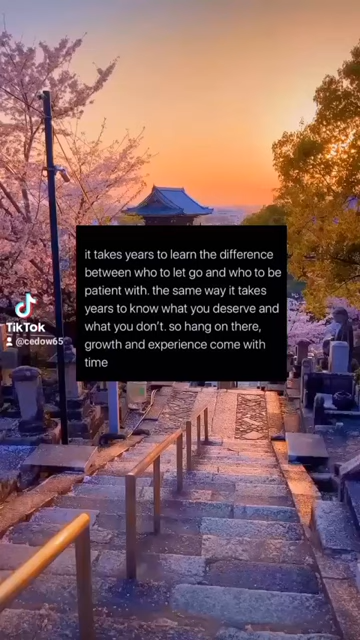 it takes years to learn the difference
between who to let go and who to be
patient with. the same way it takes
years to know what you deserve and
what you don't. so hang on there,
growth and experience come with
time
TikTok
@cedow65